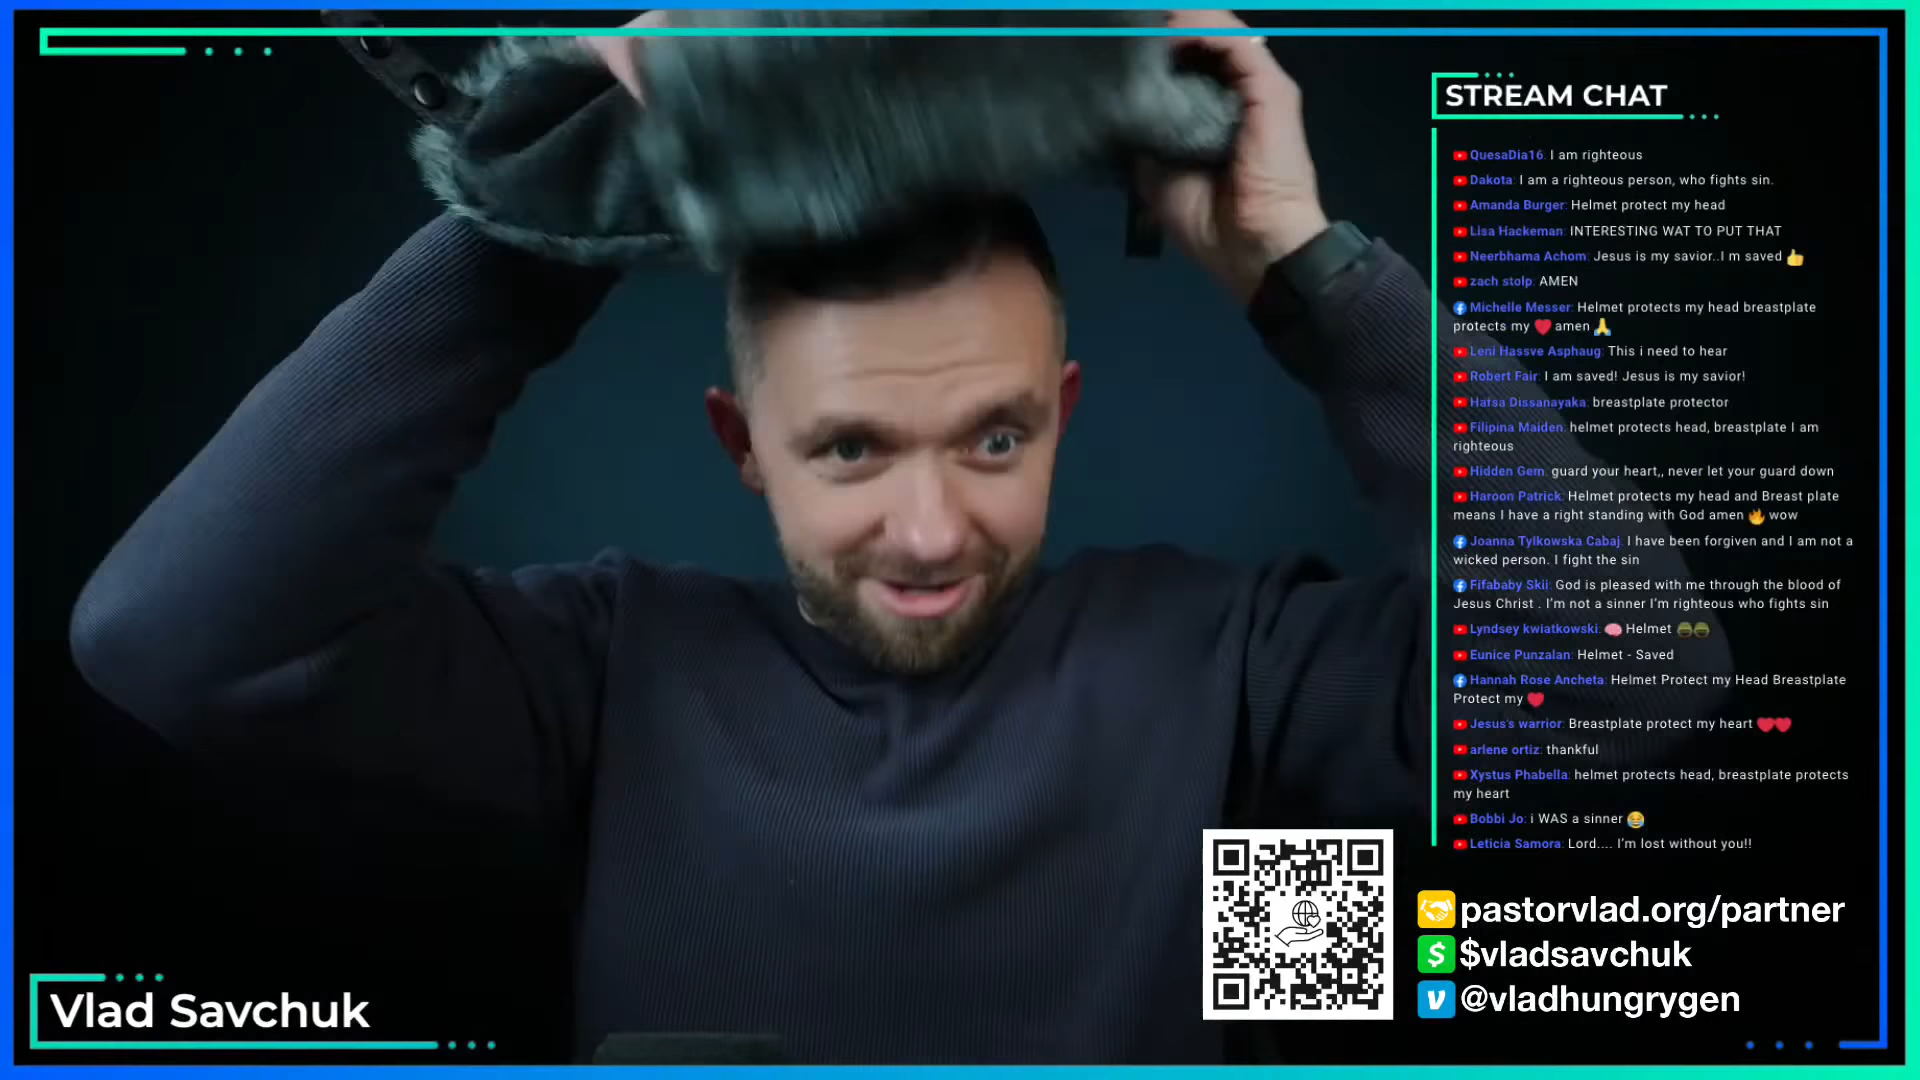 STREAM CHAT
QuesaDia16: I am righteous
Dakota: I am a righteous person, who fights sin.
Amanda Burger: Helmet protect my head
Lisa Hackeman: INTERESTING WAT TO PUT THAT
Neerbhama Achom: Jesus is my savior..I m saved 👍
zach stolp: AMEN
Michelle Messer: Helmet protects my head breastplate
protects my ❤️ amen 🙏
Leni Hassve Asphaug: This i need to hear
Robert Fair: I am saved! Jesus is my savior!
Hafsa Dissanayaka: breastplate protector
Filipina Maiden: helmet protects head, breastplate I am
righteous
Hidden Gem: guard your heart,, never let your guard down
Haroon Patrick: Helmet protects my head and Breast plate
means I have a right standing with God amen 🔥 wow
Joanna Tylkowska Cabaj: I have been forgiven and I am not a
wicked person. I fight the sin
Fifababy Skii: God is pleased with me through the blood of
Jesus Christ . I'm not a sinner I'm righteous who fights sin
Lyndsey kwiatkowski: 🧠 Helmet 🪖🪖
Eunice Punzalan: Helmet - Saved
Hannah Rose Ancheta: Helmet Protect my Head Breastplate
Protect my ❤️
Jesus's warrior: Breastplate protect my heart ❤️❤️
arlene ortiz: thankful
Xystus Phabella: helmet protects head, breastplate protects
my heart
Bobbi Jo: i WAS a sinner 😂
Leticia Samora: Lord.... I'm lost without you!!
pastorvlad.org/partner
$vladsavchuk
@vladhungrygen
Vlad Savchuk